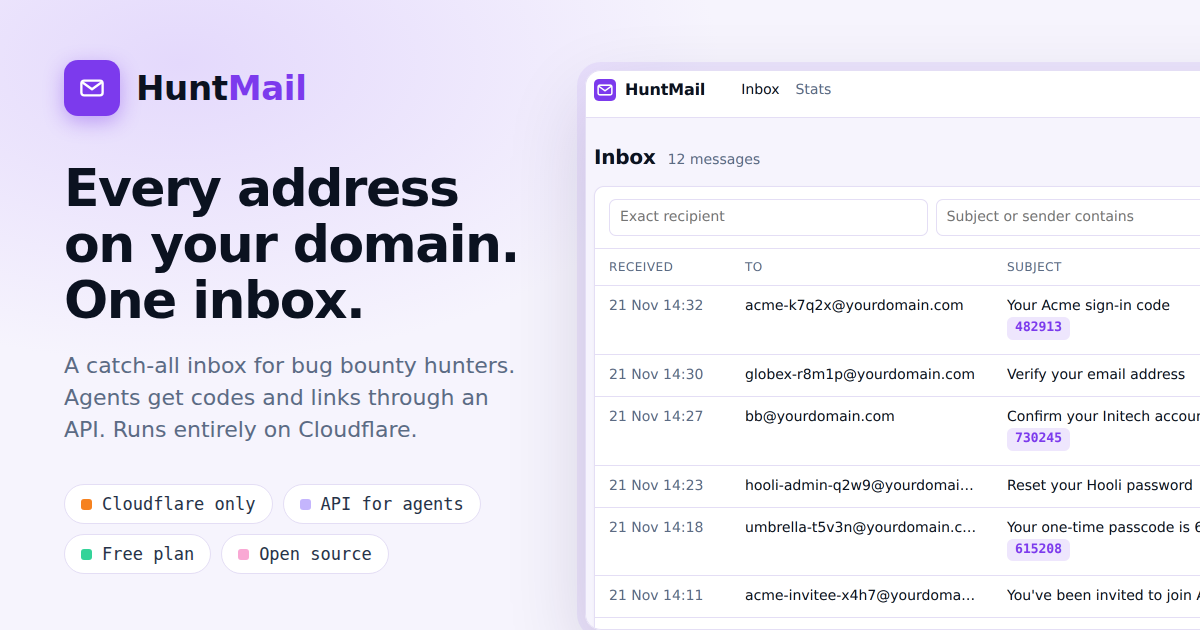 HuntMail
Every address
on your domain.
One inbox.
A catch-all inbox for bug bounty hunters.
Agents get codes and links through an
API. Runs entirely on Cloudflare.
Cloudflare only
API for agents
Free plan
Open source
HuntMail Inbox Stats
Inbox 12 messages
Exact recipient Subject or sender contains
RECEIVED TO SUBJECT
21 Nov 14:32 acme-k7q2x@yourdomain.com Your Acme sign-in code
482913
21 Nov 14:30 globex-r8m1p@yourdomain.com Verify your email address
21 Nov 14:27 bb@yourdomain.com Confirm your Initech accour
730245
21 Nov 14:23 hooli-admin-q2w9@yourdomai... Reset your Hooli password
21 Nov 14:18 umbrella-t5v3n@yourdomain.c... Your one-time passcode is 6
615208
21 Nov 14:11 acme-invitee-x4h7@yourdoma... You've been invited to join A